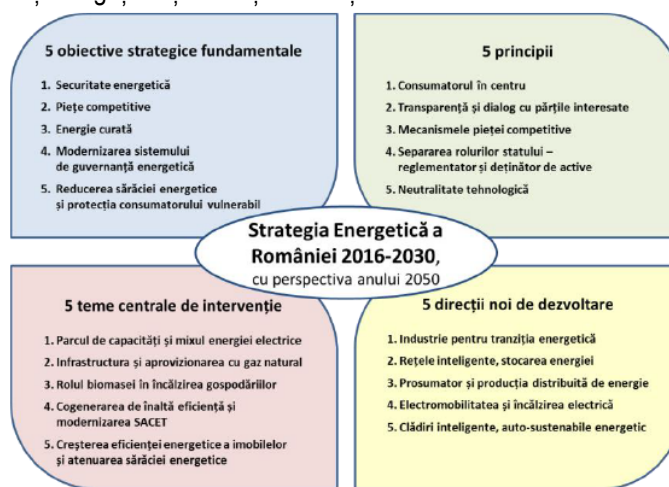 5 obiective strategice fundamentale
1. Securitate energetică
2. Piețe competitive
3. Energie curată
4. Modernizarea sistemului
de guvernanță energetică
5. Reducerea sărăciei energetice
și protecția consumatorului vulnerabil
5 principii
1. Consumatorul în centru
2. Transparență și dialog cu părțile interesate
3. Mecanismele pieței competitive
4. Separarea rolurilor statului –
reglementator și deținător de active
5. Neutralitate tehnologică
Strategia Energetică a
României 2016-2030,
cu perspectiva anului 2050
5 teme centrale de intervenție
1. Parcul de capacități și mixul energiei electrice
2. Infrastructura și aprovizionarea cu gaz natural
3. Rolul biomasei în încălzirea gospodăriilor
4. Cogenerarea de înaltă eficiență și
modernizarea SACET
5. Creșterea eficienței energetice a imobilelor
și atenuarea sărăciei energetice
5 direcții noi de dezvoltare
1. Industrie pentru tranziția energetică
2. Rețele inteligente, stocarea energiei
3. Prosumator și producția distribuită de energie
4. Electromobilitatea și încălzirea electrică
5. Clădiri inteligente, auto-sustenabile energetic